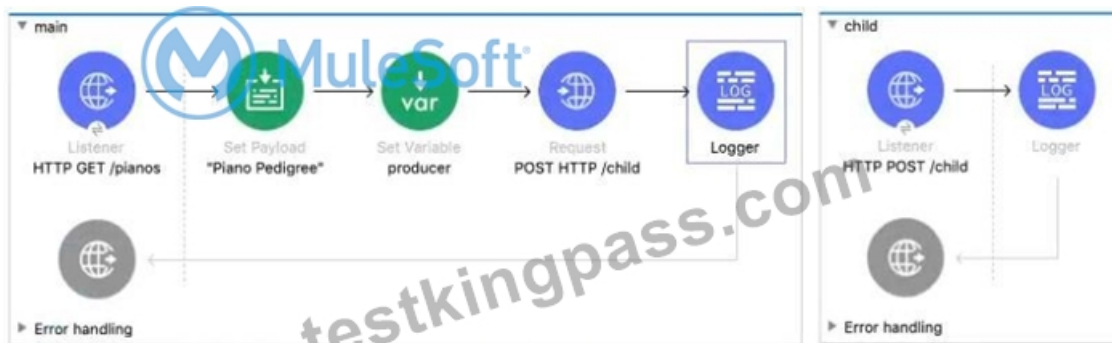 main
MuleSoft
Listener
HTTP GET /pianos
Set Payload
"Piano Pedigree"
var
Set Variable
producer
Request
POST HTTP /child
LOG
Logger
Error handling
child
Listener
HTTP POST /child
LOG
Logger
Error handling
testkingpass.com